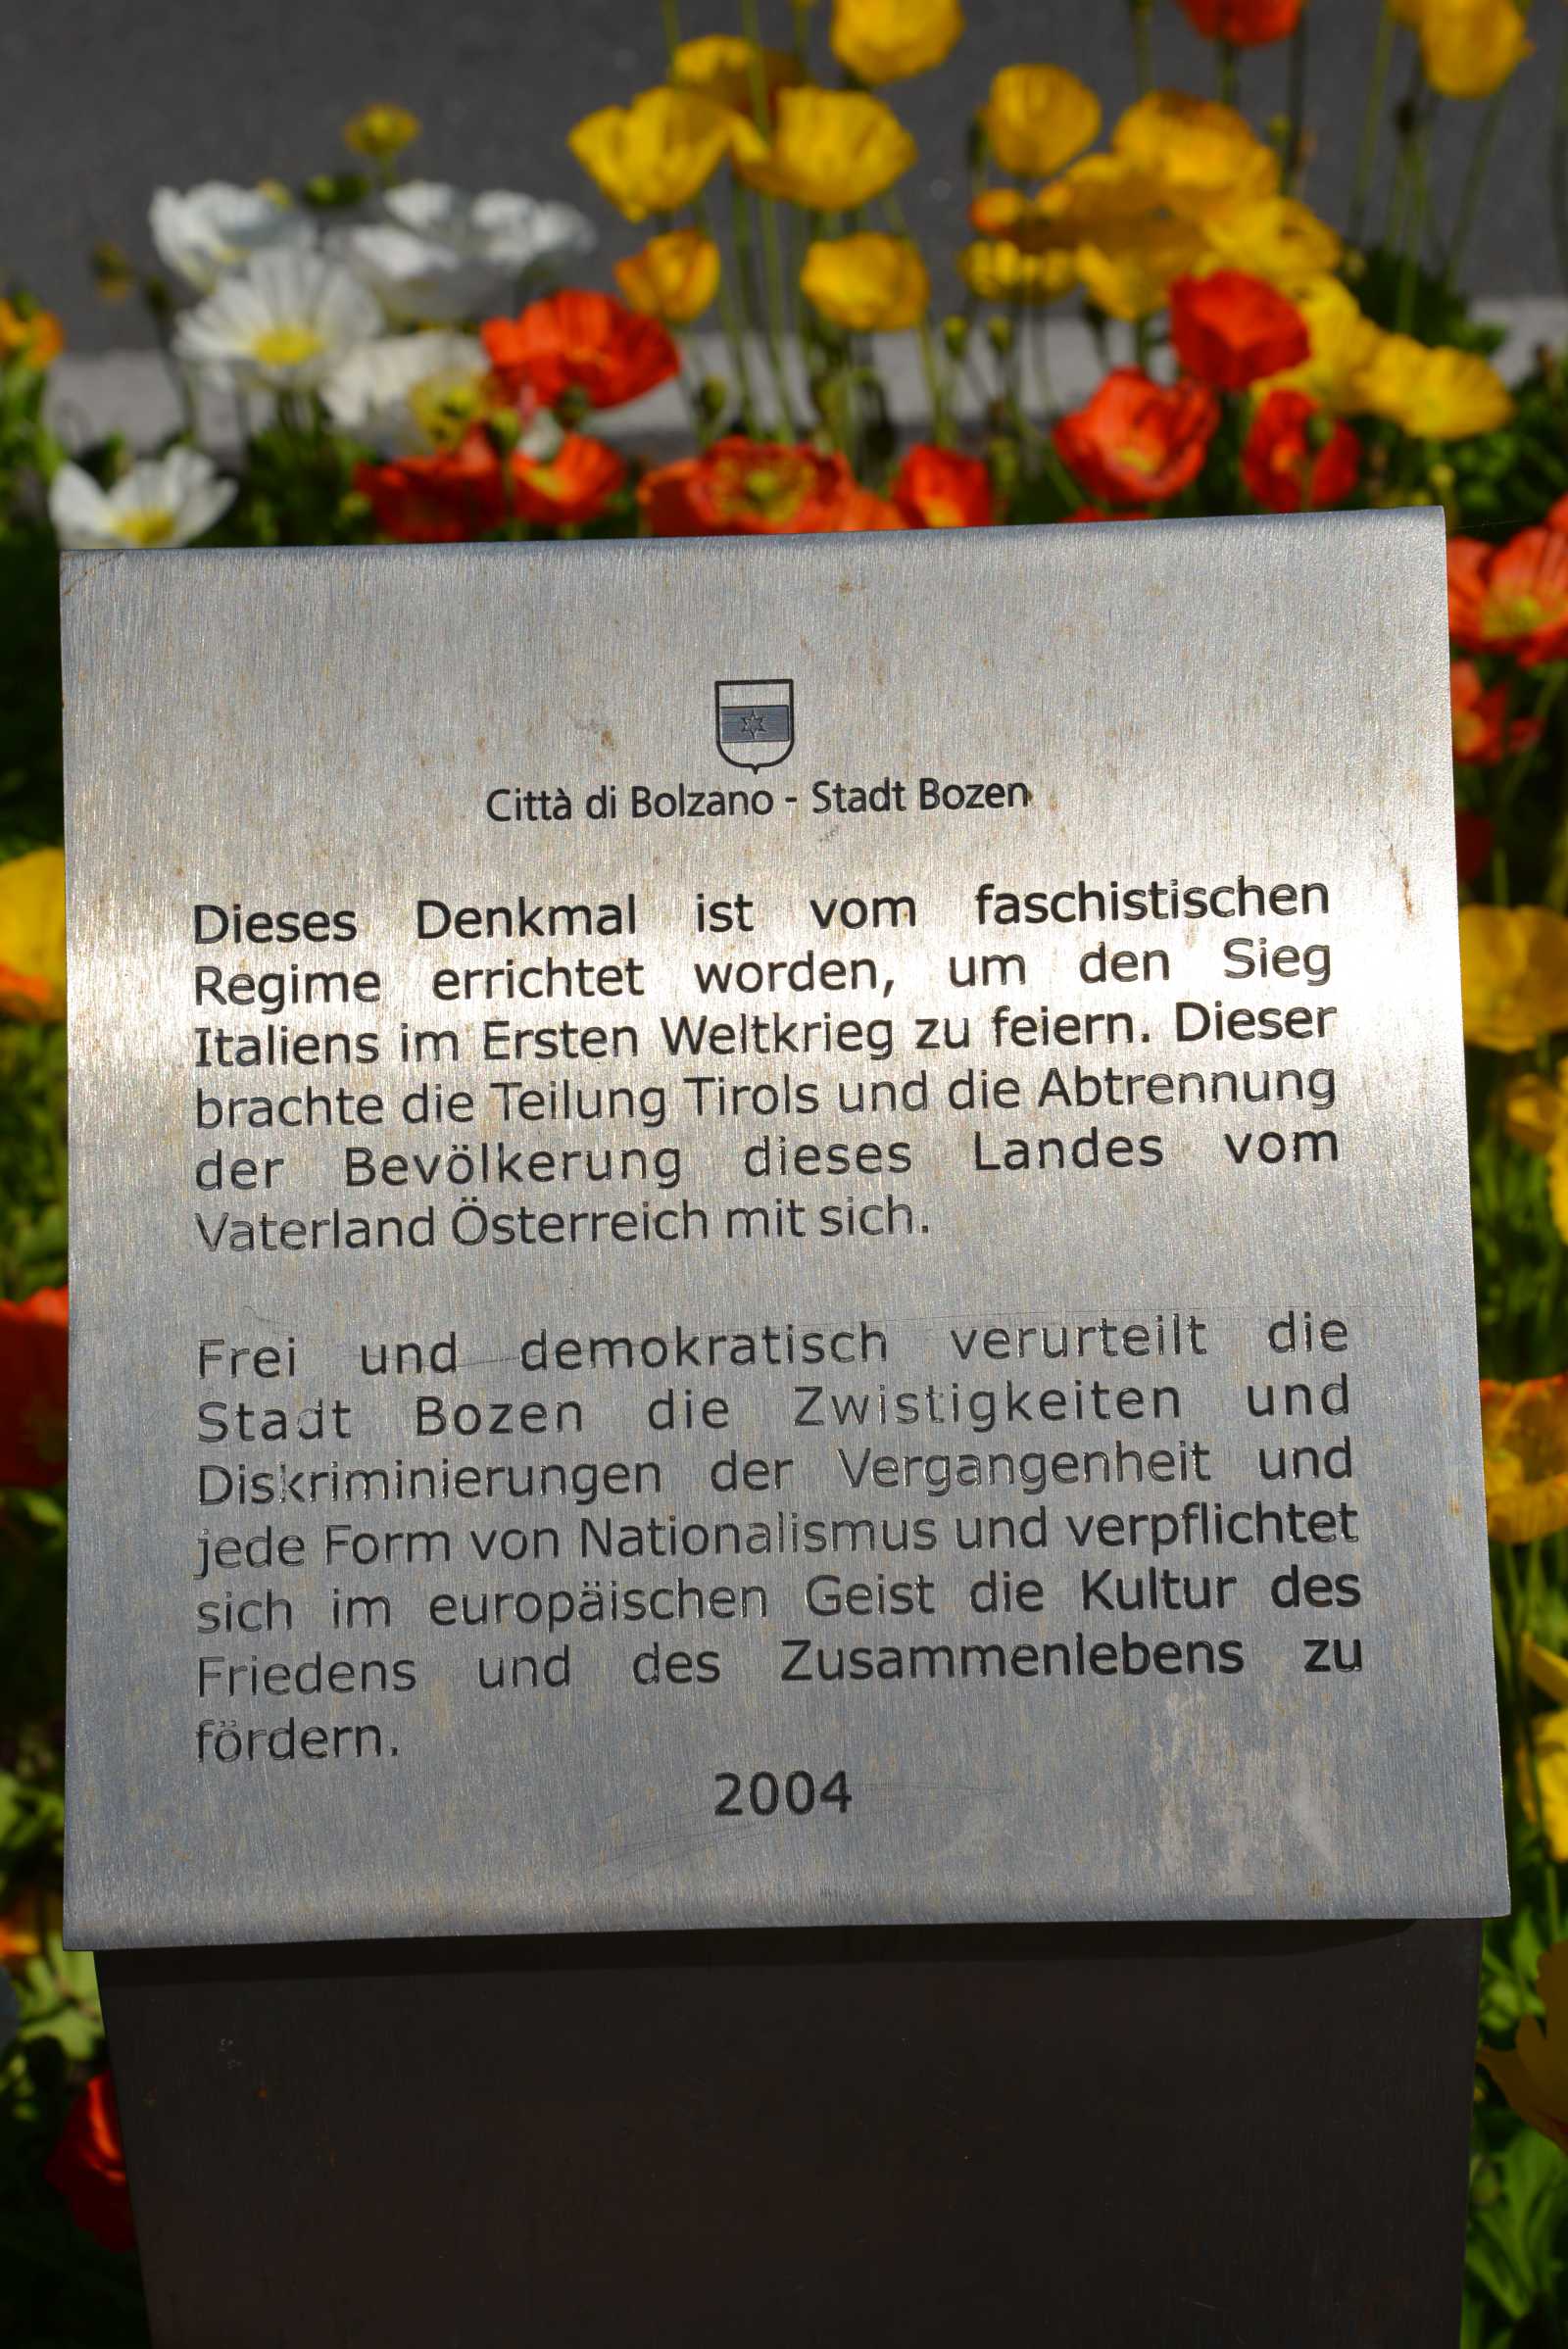 Città di Bolzano - Stadt Bozen
Dieses Denkmal ist vom faschistischen
Regime errichtet worden, um den Sieg
Italiens im Ersten Weltkrieg zu feiern. Dieser
brachte die Teilung Tirols und die Abtrennung
der Bevölkerung dieses Landes vom
Vaterland Österreich mit sich.
Frei und demokratisch verurteilt die
Stadt Bozen die Zwistigkeiten und
Diskriminierungen der Vergangenheit und
jede Form von Nationalismus und verpflichtet
sich im europäischen Geist die Kultur des
Friedens und des Zusammenlebens zu
fördern.
2004